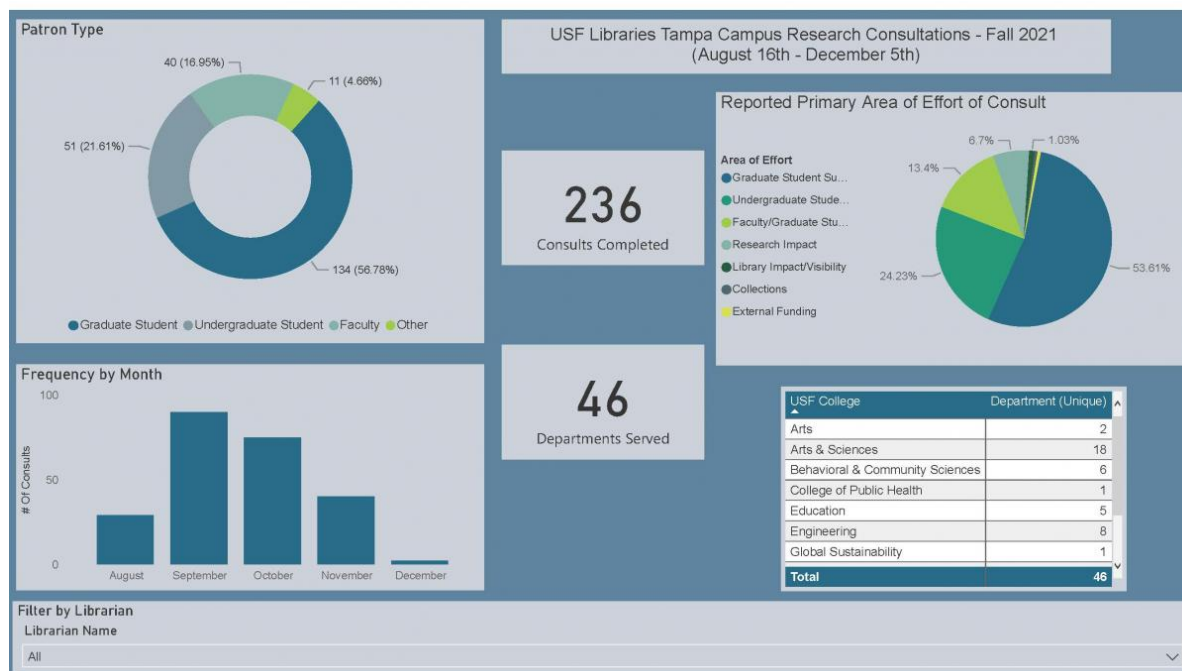 Patron Type
40 (16.95%)
11 (4.66%)
51 (21.61%)
134 (56.78%)
Graduate Student Undergraduate Student Faculty Other
USF Libraries Tampa Campus Research Consultations - Fall 2021
(August 16th - December 5th)
236
Consults Completed
46
Departments Served
Reported Primary Area of Effort of Consult
6.7%
1.03%
13.4%
24.23%
53.61%
Area of Effort
Graduate Student Su...
Undergraduate Stude...
Faculty/Graduate Stu...
Research Impact
Library Impact/Visibility
Collections
External Funding
Frequency by Month
# Of Consults
100
50
0
August September October November December
USF College Department (Unique)
Arts 2
Arts & Sciences 18
Behavioral & Community Sciences 6
College of Public Health 1
Education 5
Engineering 8
Global Sustainability 1
Total 46
Filter by Librarian
Librarian Name
All